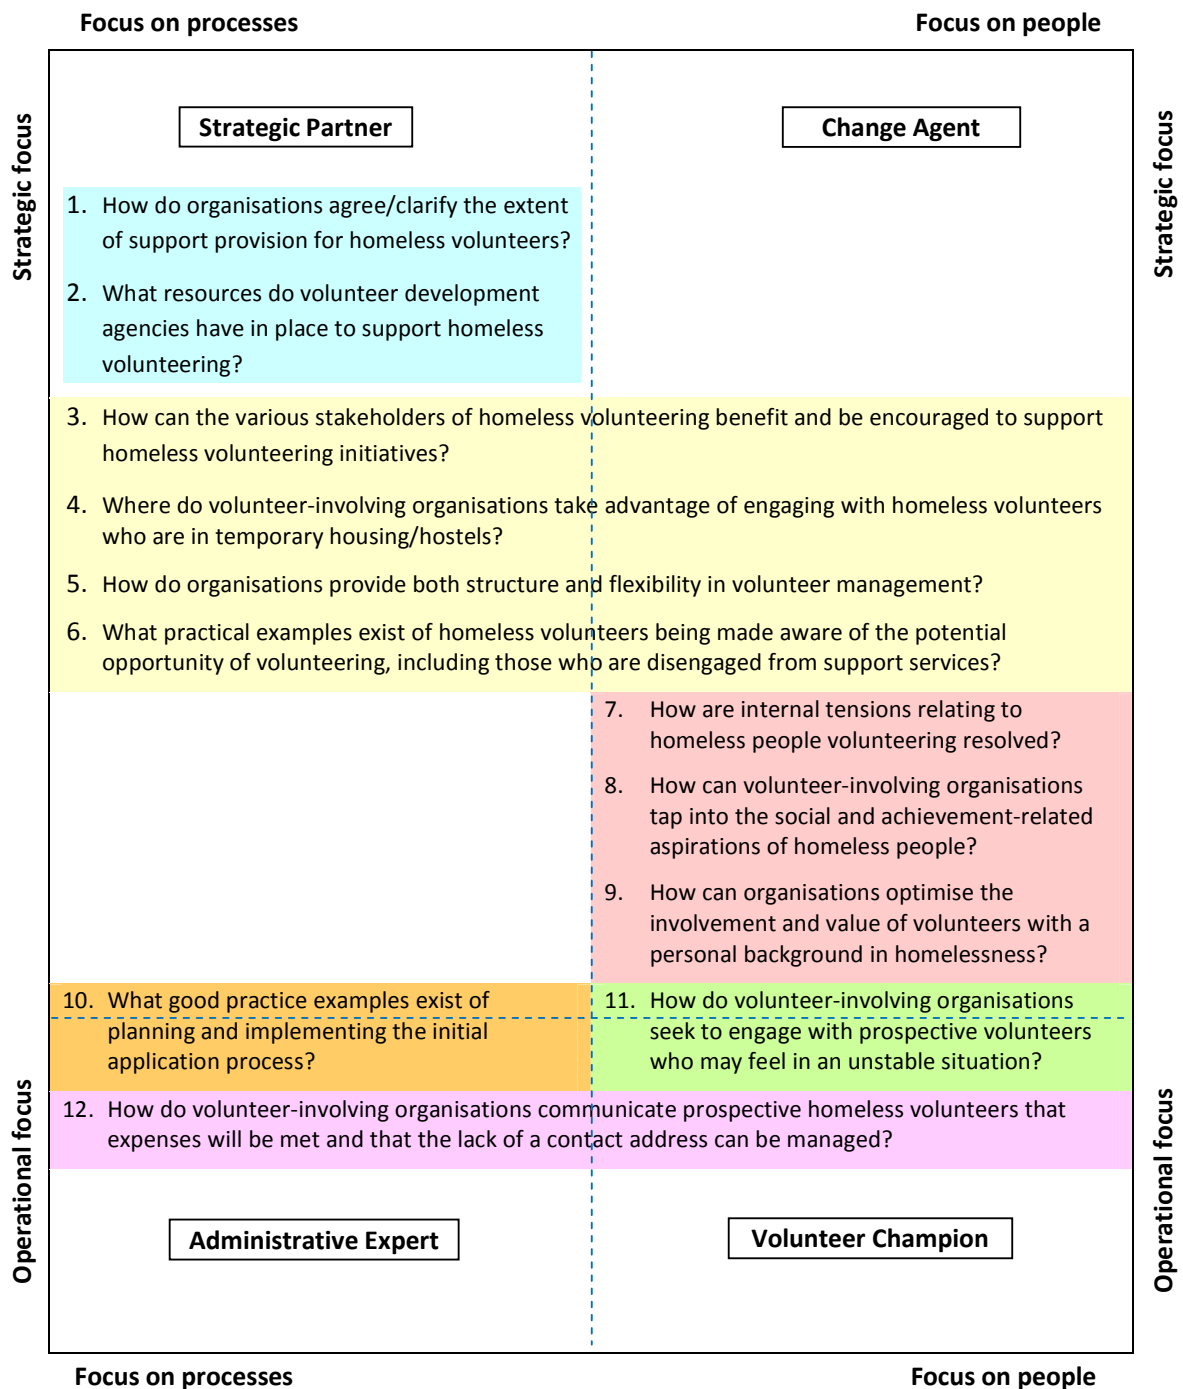 Focus on processes
Focus on people
Strategic focus
Strategic focus
Strategic Partner
Change Agent
1. How do organisations agree/clarify the extent
of support provision for homeless volunteers?
2. What resources do volunteer development
agencies have in place to support homeless
volunteering?
3. How can the various stakeholders of homeless volunteering benefit and be encouraged to support
homeless volunteering initiatives?
4. Where do volunteer-involving organisations take advantage of engaging with homeless volunteers
who are in temporary housing/hostels?
5. How do organisations provide both structure and flexibility in volunteer management?
6. What practical examples exist of homeless volunteers being made aware of the potential
opportunity of volunteering, including those who are disengaged from support services?
7. How are internal tensions relating to
homeless people volunteering resolved?
8. How can volunteer-involving organisations
tap into the social and achievement-related
aspirations of homeless people?
9. How can organisations optimise the
involvement and value of volunteers with a
personal background in homelessness?
10. What good practice examples exist of
planning and implementing the initial
application process?
11. How do volunteer-involving organisations
seek to engage with prospective volunteers
who may feel in an unstable situation?
12. How do volunteer-involving organisations communicate prospective homeless volunteers that
expenses will be met and that the lack of a contact address can be managed?
Operational focus
Operational focus
Administrative Expert
Volunteer Champion
Focus on processes
Focus on people